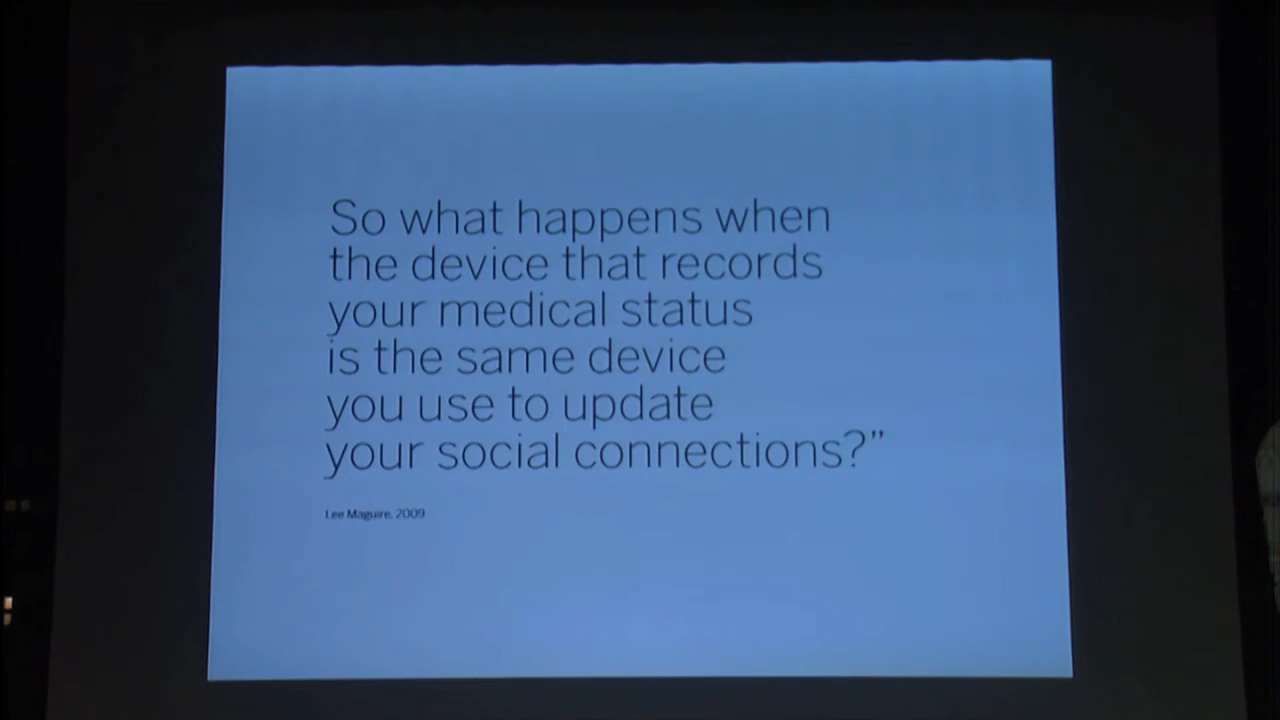 So what happens when
the device that records
your medical status
is the same device
you use to update
your social connections?”
Lee Maguire, 2009